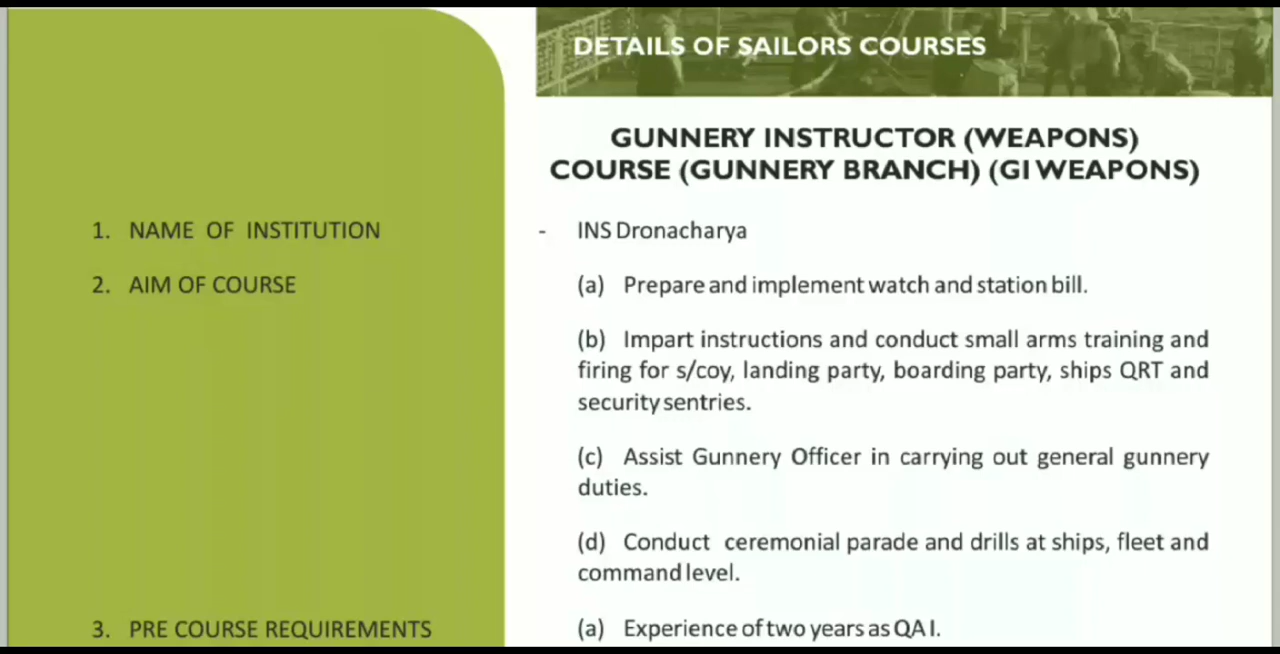 DETAILS OF SAILORS COURSES
GUNNERY INSTRUCTOR (WEAPONS)
COURSE (GUNNERY BRANCH) (GI WEAPONS)
1. NAME OF INSTITUTION - INS Dronacharya
2. AIM OF COURSE (a) Prepare and implement watch and station bill.
(b) Impart instructions and conduct small arms training and
firing for s/coy, landing party, boarding party, ships QRT and
security sentries.
(c) Assist Gunnery Officer in carrying out general gunnery
duties.
(d) Conduct ceremonial parade and drills at ships, fleet and
command level.
3. PRE COURSE REQUIREMENTS (a) Experience of two years as QA I.